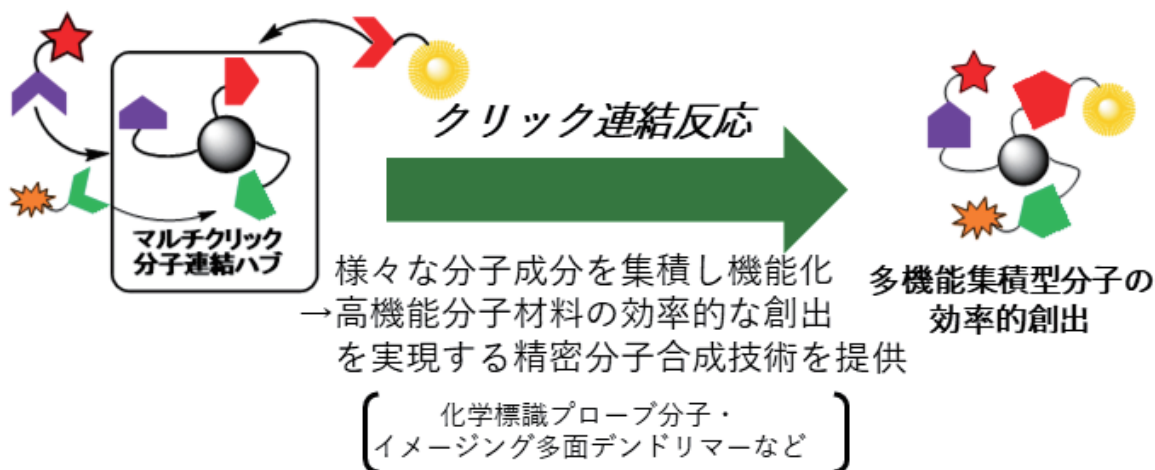 クリック連結反応
マルチクリック
分子連結ハブ
様々な分子成分を集積し機能化
→高機能分子材料の効率的な創出
を実現する精密分子合成技術を提供
化学標識プローブ分子・
イメージング多面デンドリマーなど
多機能集積型分子の
効率的創出